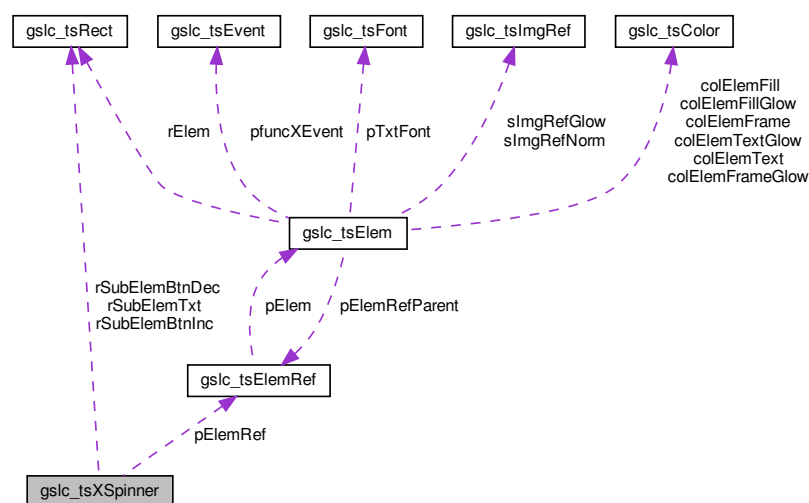 gslc_tsRect
gslc_tsEvent
gslc_tsFont
gslc_tsImgRef
gslc_tsColor
rElem
pfuncXEvent
pTxtFont
sImgRefGlow
sImgRefNorm
colElemFill
colElemFillGlow
colElemFrame
colElemTextGlow
colElemText
colElemFrameGlow
gslc_tsElem
rSubElemBtnDec
rSubElemTxt
rSubElemBtnInc
pElem
pElemRefParent
gslc_tsElemRef
pElemRef
gslc_tsXSpinner